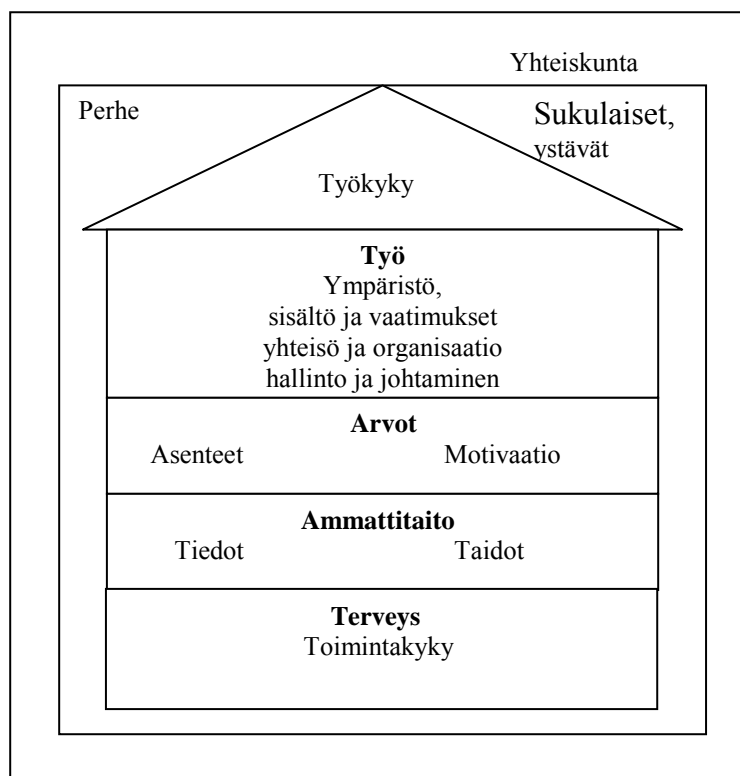 Yhteiskunta
Perhe
Sukulaiset,
ystävät
Työkyky
Työ
Ympäristö,
sisältö ja vaatimukset
yhteisö ja organisaatio
hallinto ja johtaminen
Arvot
Asenteet Motivaatio
Ammattitaito
Tiedot Taidot
Terveys
Toimintakyky